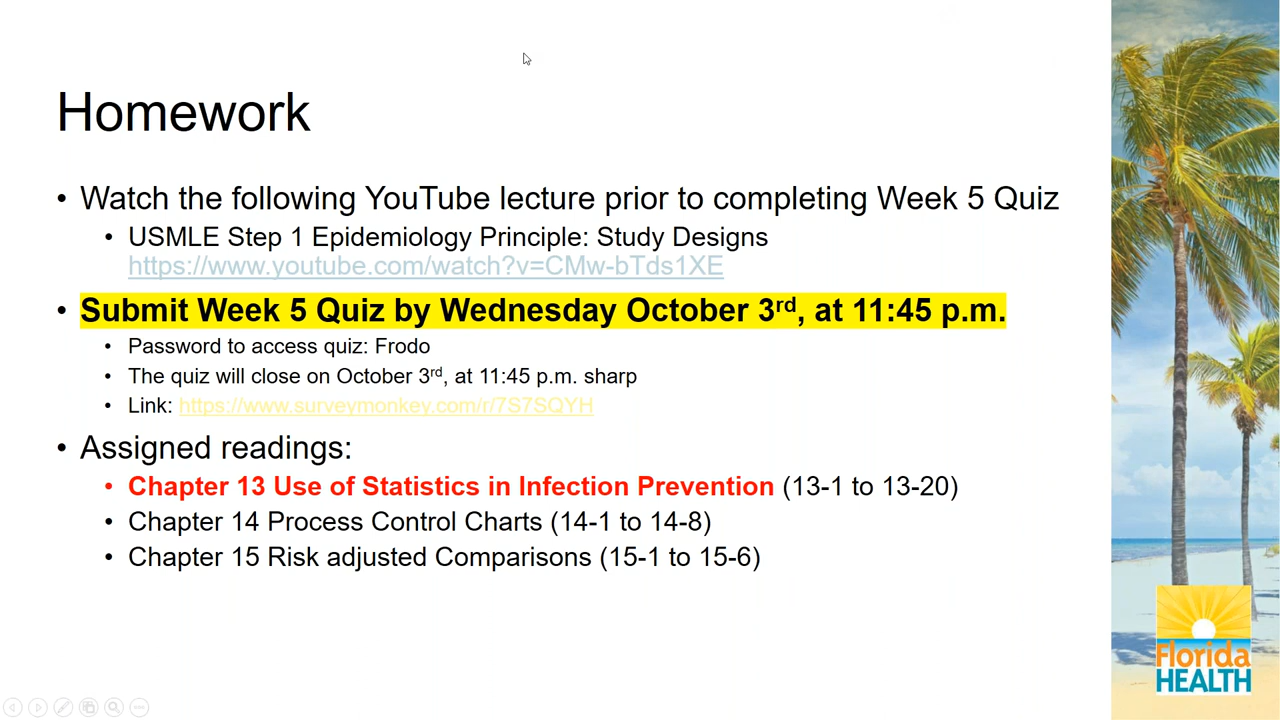 Homework
• Watch the following YouTube lecture prior to completing Week 5 Quiz
• USMLE Step 1 Epidemiology Principle: Study Designs
https://www.youtube.com/watch?v=CMw-bTds1XE
• Submit Week 5 Quiz by Wednesday October 3rd, at 11:45 p.m.
• Password to access quiz: Frodo
• The quiz will close on October 3rd, at 11:45 p.m. sharp
• Link: https://www.surveymonkey.com/r/7S7SQYH
• Assigned readings:
• Chapter 13 Use of Statistics in Infection Prevention (13-1 to 13-20)
• Chapter 14 Process Control Charts (14-1 to 14-8)
• Chapter 15 Risk adjusted Comparisons (15-1 to 15-6)
Florida
HEALTH